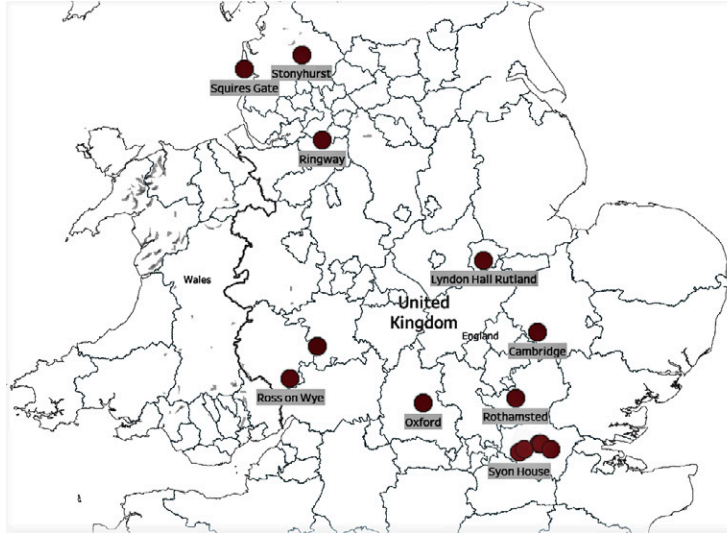 Stonyhurst
Squires Gate
Ringway
Lyndon Hall Rutland
Wales
United
Kingdom
England
Cambridge
Ross on Wye
Oxford
Rothamsted
Syon House